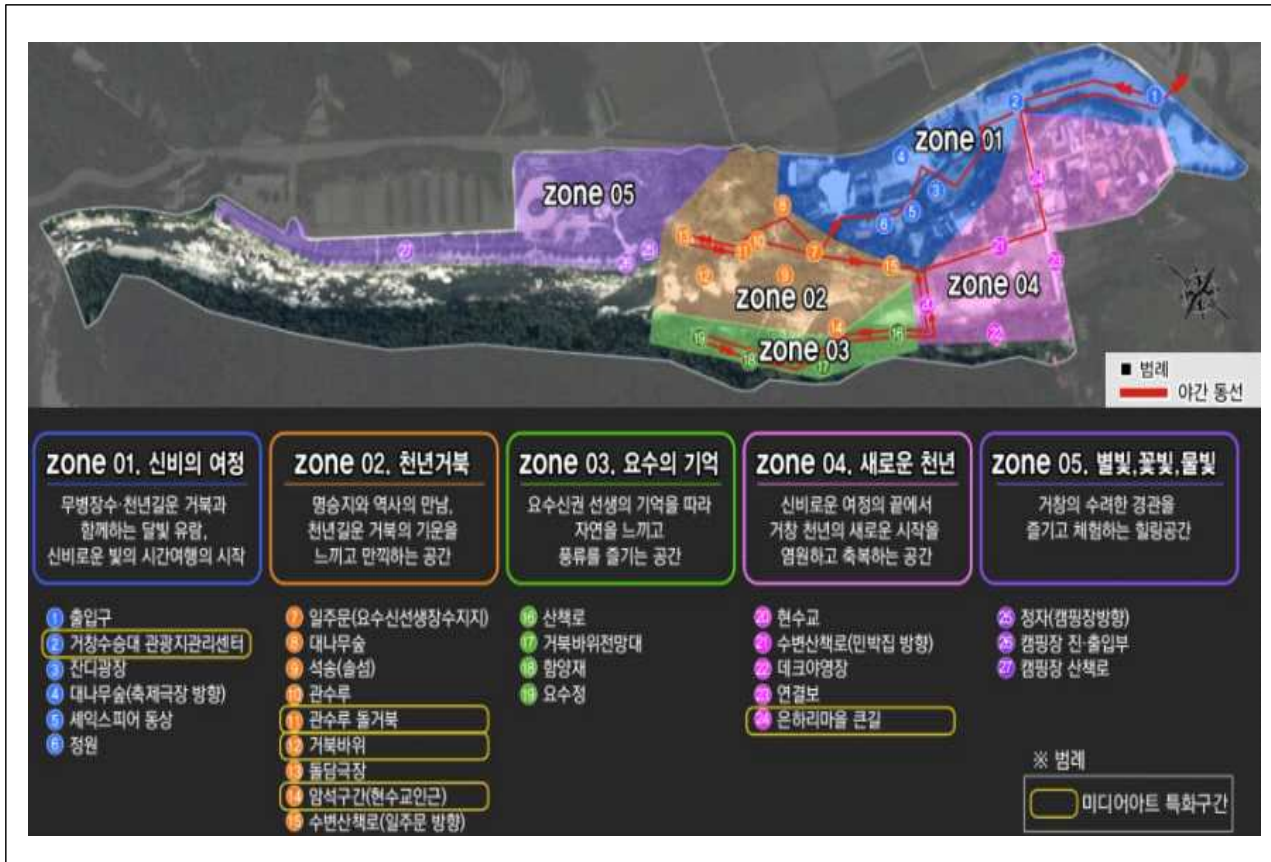 1
2
zone 01
4
3
5
6
zone 05
8
7
15
27
12
9
zone 02
zone 04
21
14
16
19
18
zone 03
17
■ 범례
야간 동선
zone 01. 신비의 여정
무병장수·천년길운 거북과
함께하는 달빛 유람,
신비로운 빛의 시간여행의 시작
① 출입구
② 거창수승대 관광지관리센터
③ 잔디광장
④ 대나무숲(축제극장 방향)
⑤ 셰익스피어 동상
⑥ 정원
zone 02. 천년거북
명승지와 역사의 만남,
천년길운 거북의 기운을
느끼고 만끽하는 공간
⑦ 일주문(요수신선생장수지지)
⑧ 대나무숲
⑨ 석송(솔섬)
⑩ 관수루
⑪ 관수루 돌거북
⑫ 거북바위
⑬ 돌담극장
⑭ 암석구간(현수교인근)
⑮ 수변산책로(일주문 방향)
zone 03. 요수의 기억
요수신권 선생의 기억을 따라
자연을 느끼고
풍류를 즐기는 공간
⑯ 산책로
⑰ 거북바위전망대
⑱ 함양재
⑲ 요수정
zone 04. 새로운 천년
신비로운 여정의 끝에서
거창 천년의 새로운 시작을
염원하고 축복하는 공간
⑳ 현수교
㉑ 수변산책로(민박집 방향)
㉒ 데크야영장
㉓ 연결보
㉔ 은하리마을 큰길
zone 05. 별빛,꽃빛,물빛
거창의 수려한 경관을
즐기고 체험하는 힐링공간
㉕ 정자(캠핑장방향)
㉖ 캠핑장 진·출입부
㉗ 캠핑장 산책로
※ 범례
미디어아트 특화구간